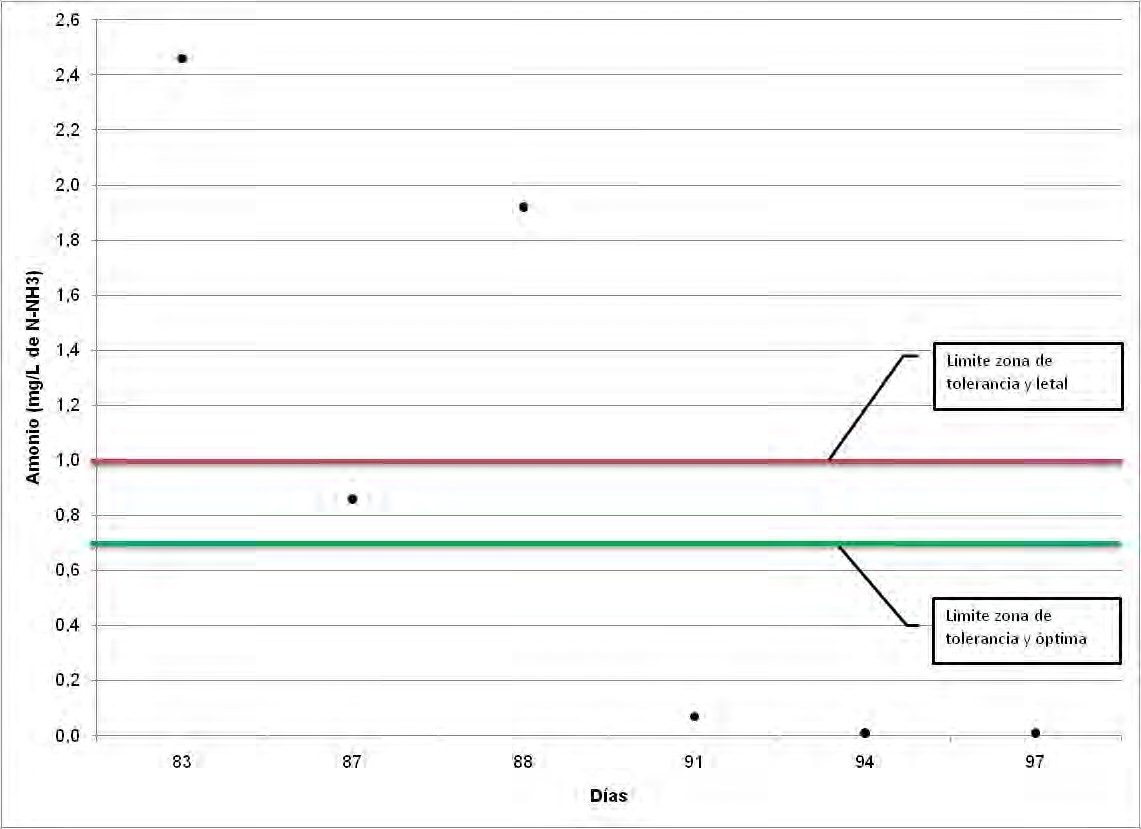 2,6
2,4
2,2
2,0
1,8
1,6
1,4
1,2
1,0
0,8
0,6
0,4
0,2
0,0
Amonio (mg/L de N-NH3)
Limite zona de
tolerancia y letal
Limite zona de
tolerancia y óptima
83 87 88 91 94 97
Días